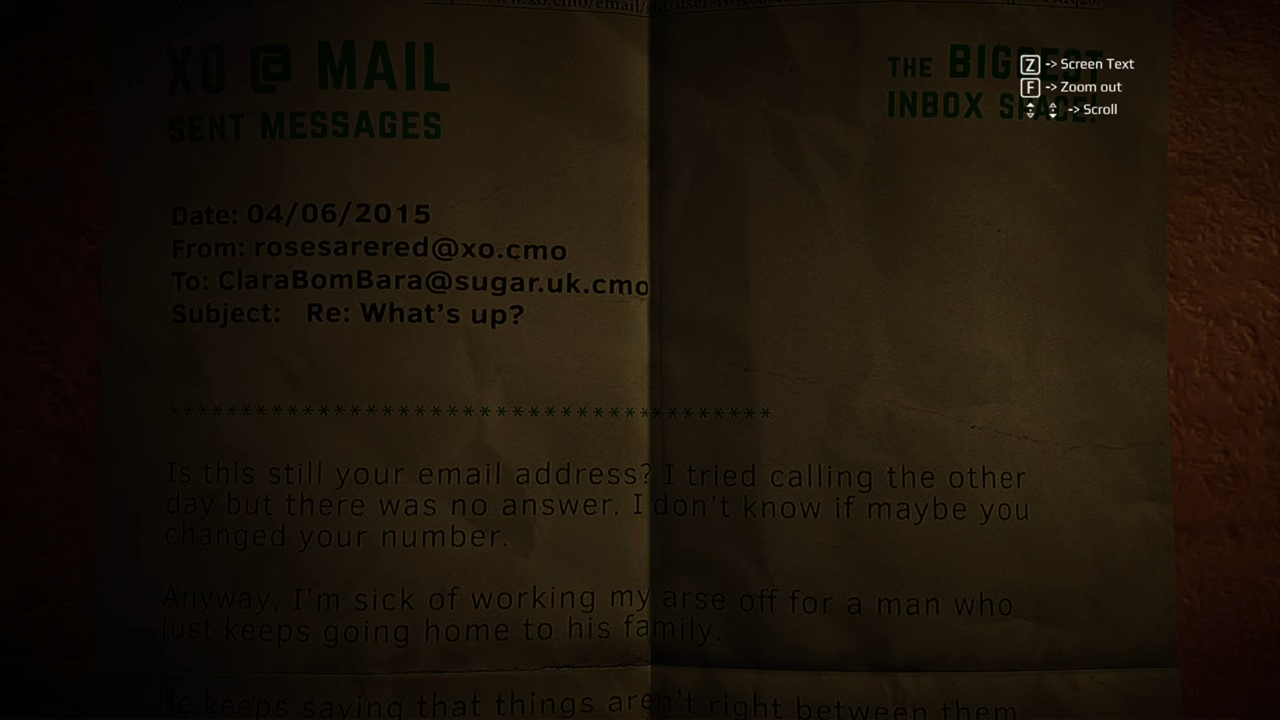 XO @ MAIL
SENT MESSAGES
THE BIGGEST
INBOX SPACE!
Z -> Screen Text
F -> Zoom out
-> Scroll
Date: 04/06/2015
From: rosesarered@xo.cmo
To: ClaraBomBara@sugar.uk.cmo
Subject: Re: What's up?
***************************************
Is this still your email address? I tried calling the other
day but there was no answer. I don't know if maybe you
changed your number.
Anyway, I'm sick of working my arse off for a man who
just keeps going home to his family.
He keeps saying that things aren't right between them